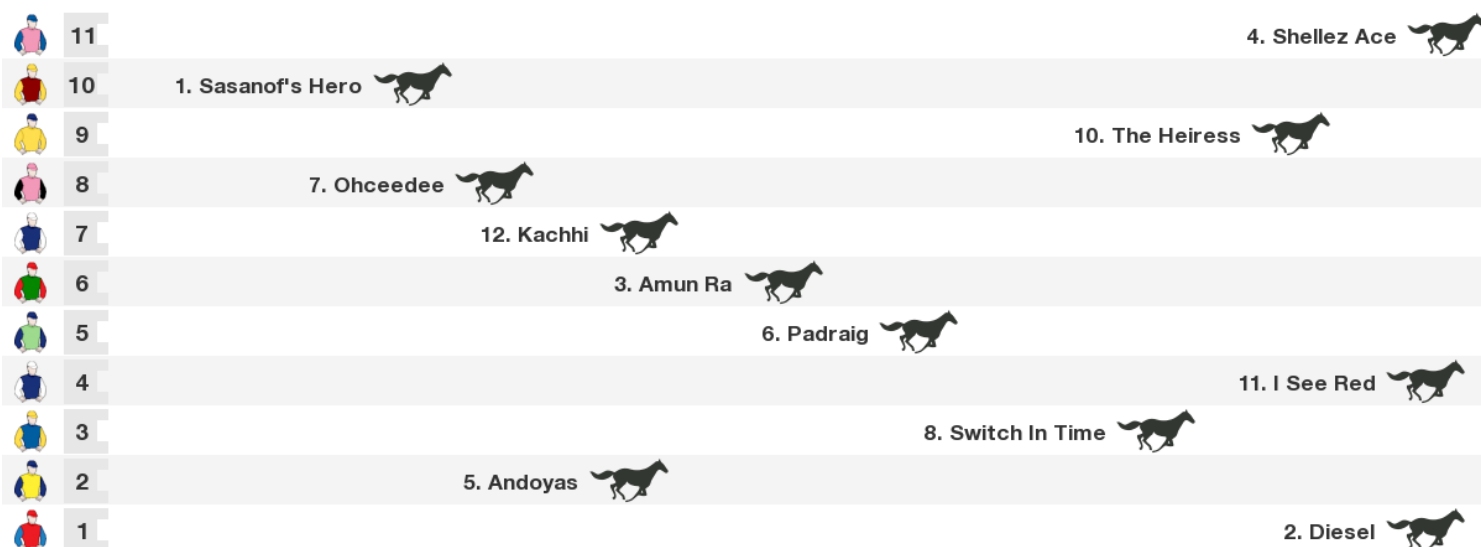 11 4. Shellez Ace
10 1. Sasanof's Hero
9 10. The Heiress
8 7. Ohceedee
7 12. Kachhi
6 3. Amun Ra
5 6. Padraig
4 11. I See Red
3 8. Switch In Time
2 5. Andoyas
1 2. Diesel